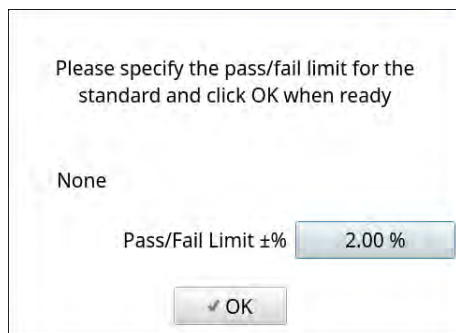 Please specify the pass/fail limit for the
standard and click OK when ready
None
Pass/Fail Limit ±% 2.00 %
✓ OK